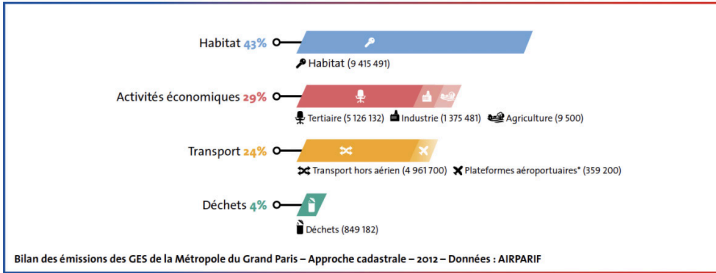 Habitat 43%
Habitat (9 415 491)
Activités économiques 29%
Tertiaire (5 126 132) Industrie (1 375 481) Agriculture (9 500)
Transport 24%
Transport hors aérien (4 961 700) Plateformes aéroportuaires* (359 200)
Déchets 4%
Déchets (849 182)
Bilan des émissions des GES de la Métropole du Grand Paris – Approche cadastrale – 2012 – Données : AIRPARIF